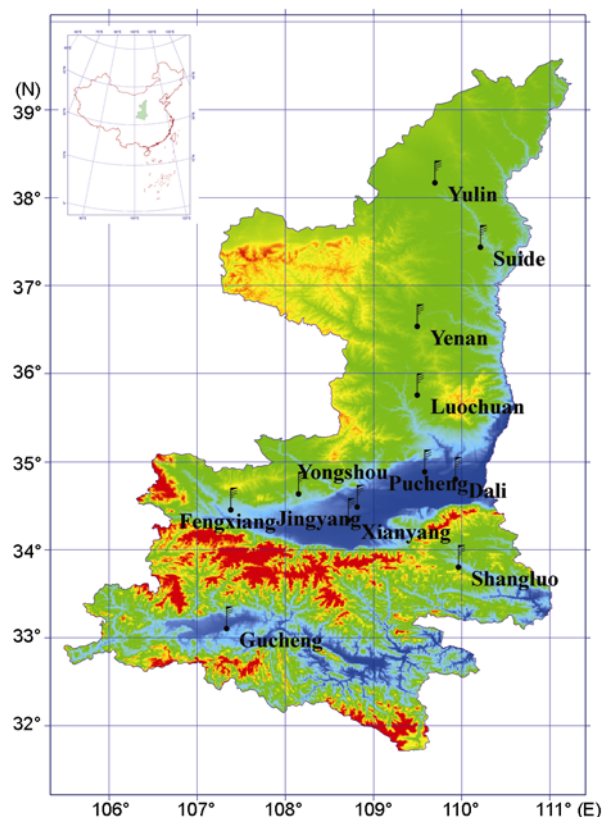 (N)
39°
38°
37°
36°
35°
34°
33°
32°
Yulin
Suide
Yenan
Luochuan
Yongshou
Pucheng
Dali
Fengxiang
Jingyang
Xianyang
Shangluo
Gucheng
106° 107° 108° 109° 110° 111° (E)